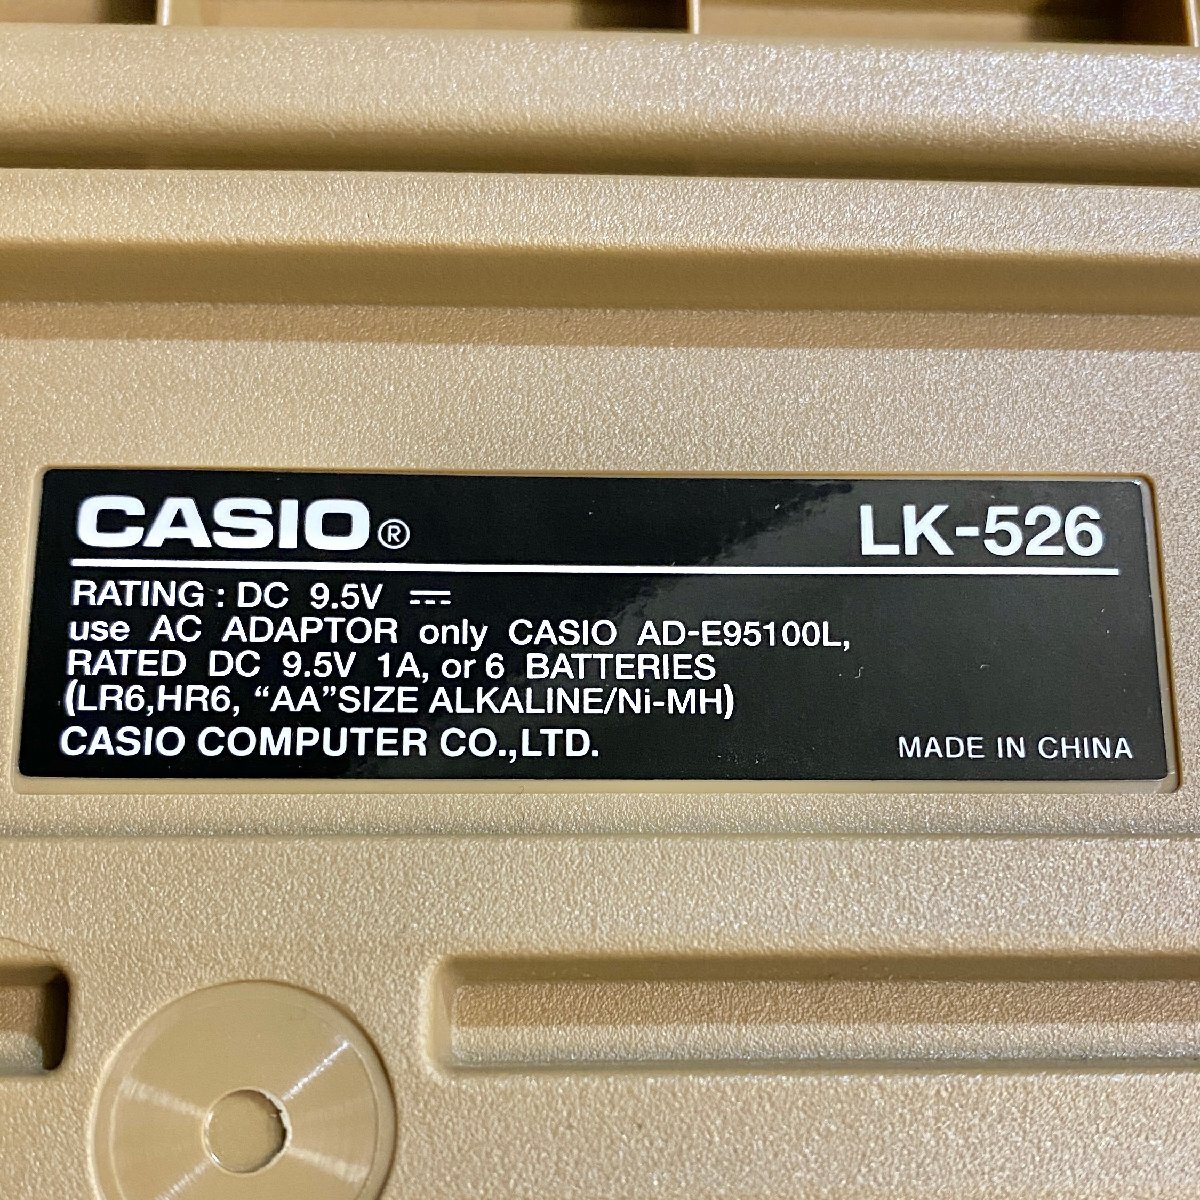 CASIO® LK-526
RATING : DC 9.5V ⎓
use AC ADAPTOR only CASIO AD-E95100L,
RATED DC 9.5V 1A, or 6 BATTERIES
(LR6,HR6, “AA”SIZE ALKALINE/Ni-MH)
CASIO COMPUTER CO.,LTD. MADE IN CHINA